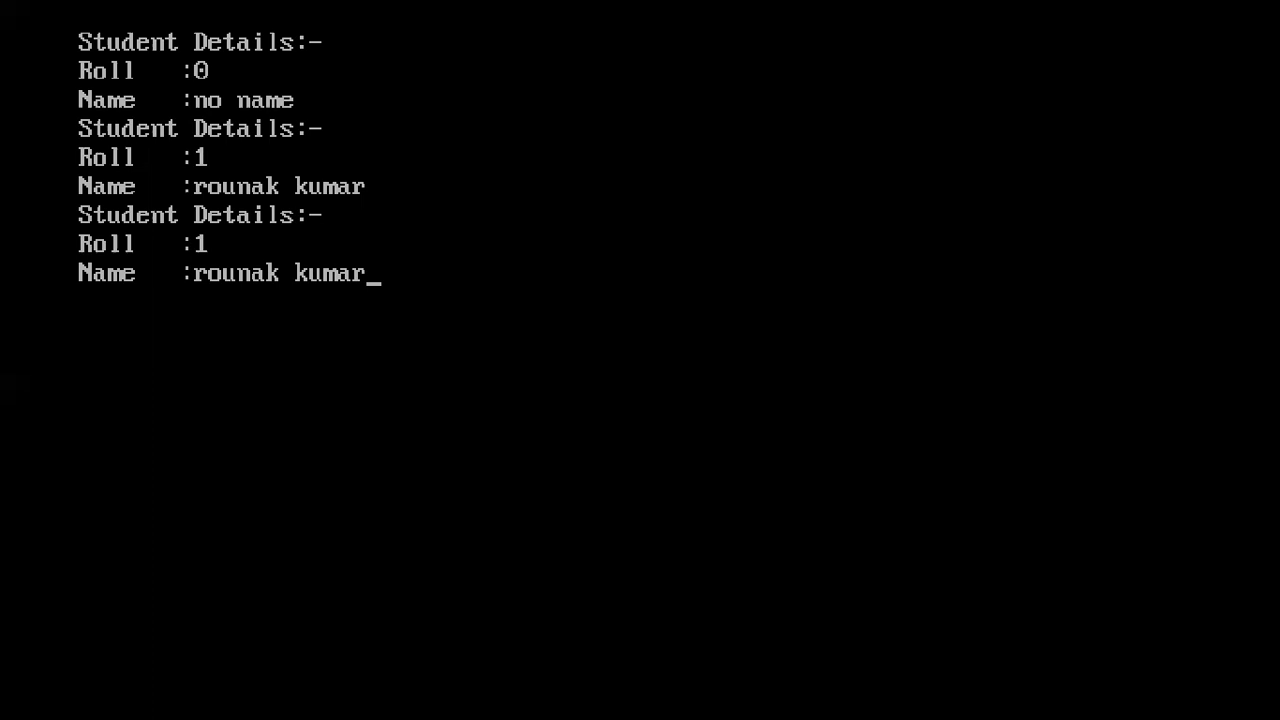 Student Details:-
Roll   :0
Name   :no name
Student Details:-
Roll   :1
Name   :rounak kumar
Student Details:-
Roll   :1
Name   :rounak kumar_